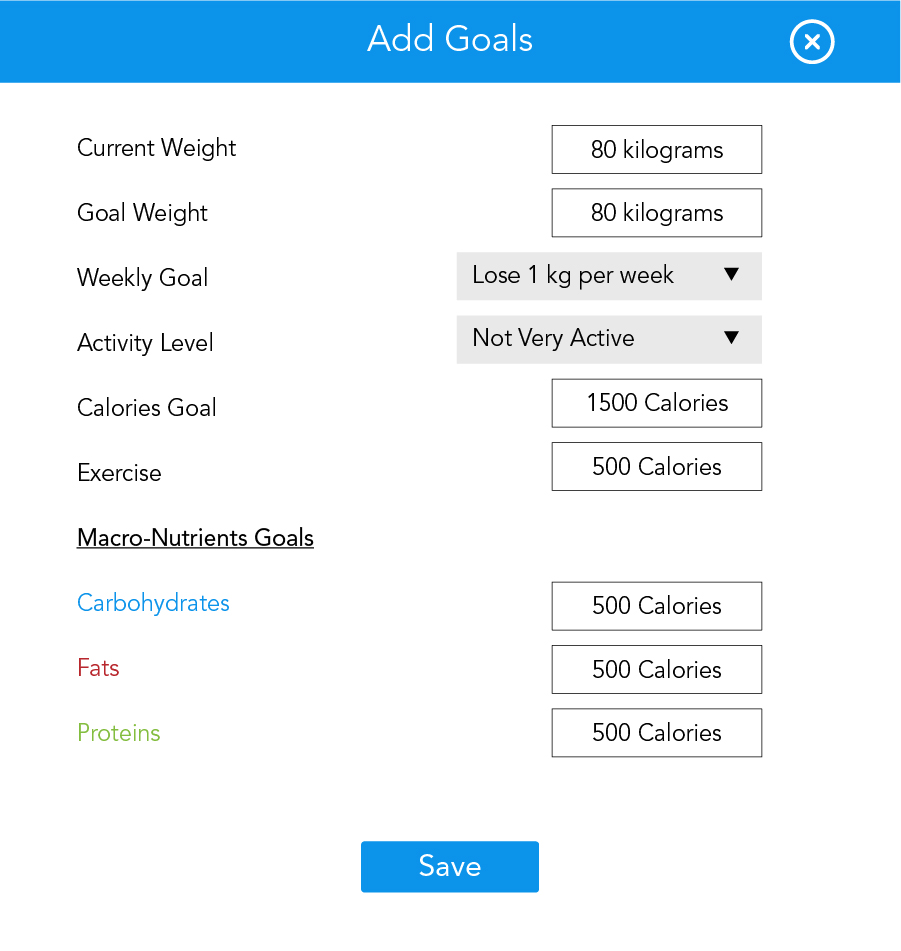 Add Goals
Current Weight 80 kilograms
Goal Weight 80 kilograms
Weekly Goal Lose 1 kg per week
Activity Level Not Very Active
Calories Goal 1500 Calories
Exercise 500 Calories
Macro-Nutrients Goals
Carbohydrates 500 Calories
Fats 500 Calories
Proteins 500 Calories
Save